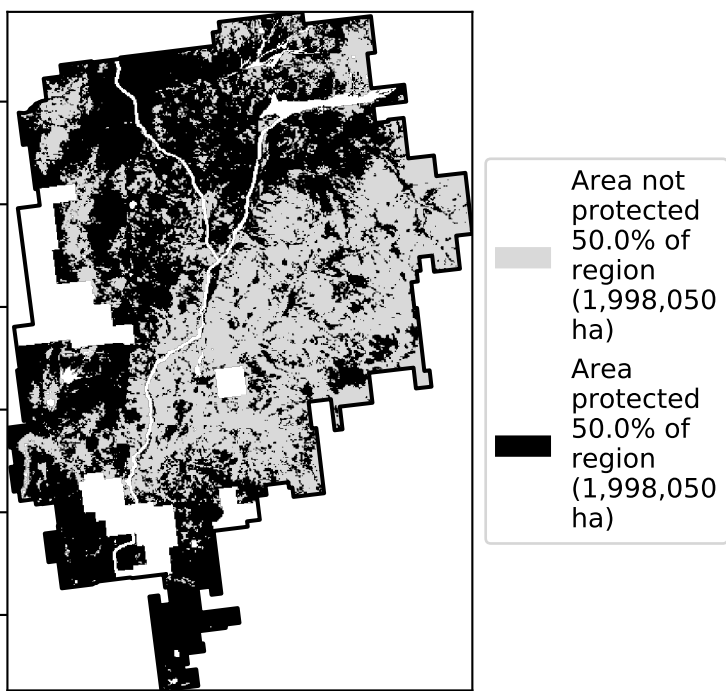 Area not
protected
50.0% of
region
(1,998,050
ha)
Area
protected
50.0% of
region
(1,998,050
ha)